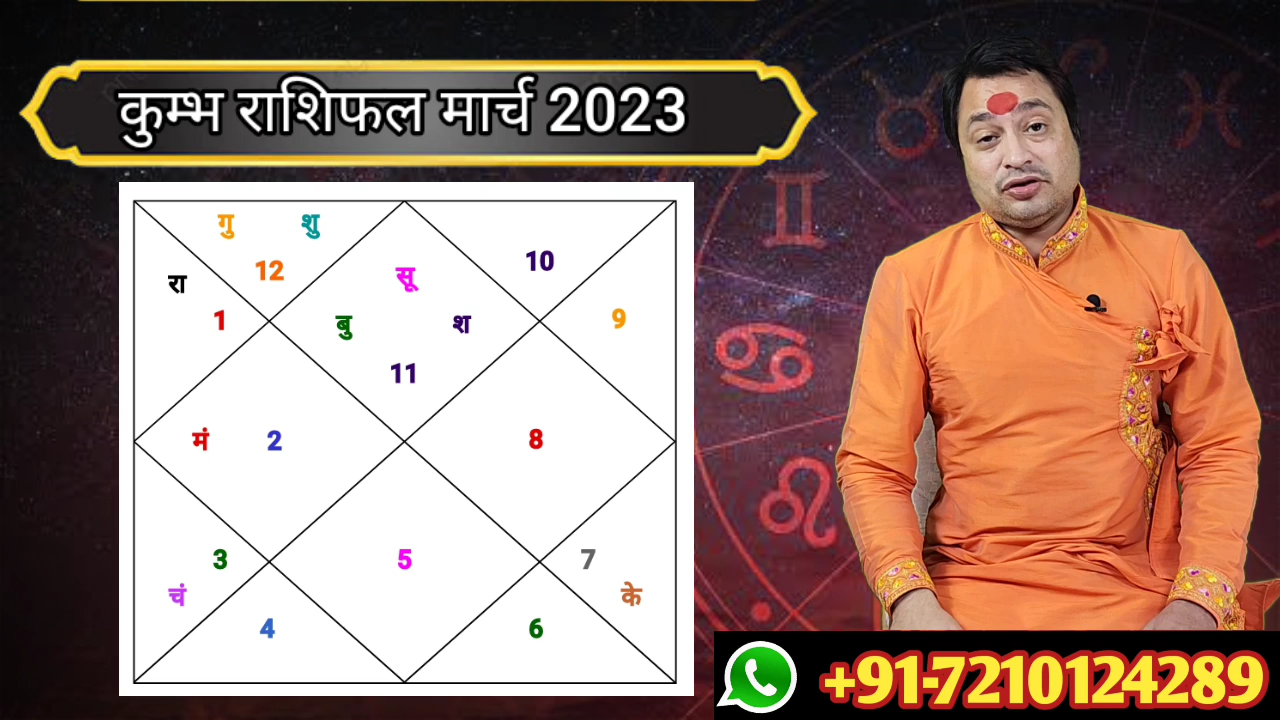 कुम्भ राशिफल मार्च 2023
गु शु
12
रा
1
सू
बु श
11
10
9
मं 2
8
3
चं
4
5
7
के
6
+91-7210124289